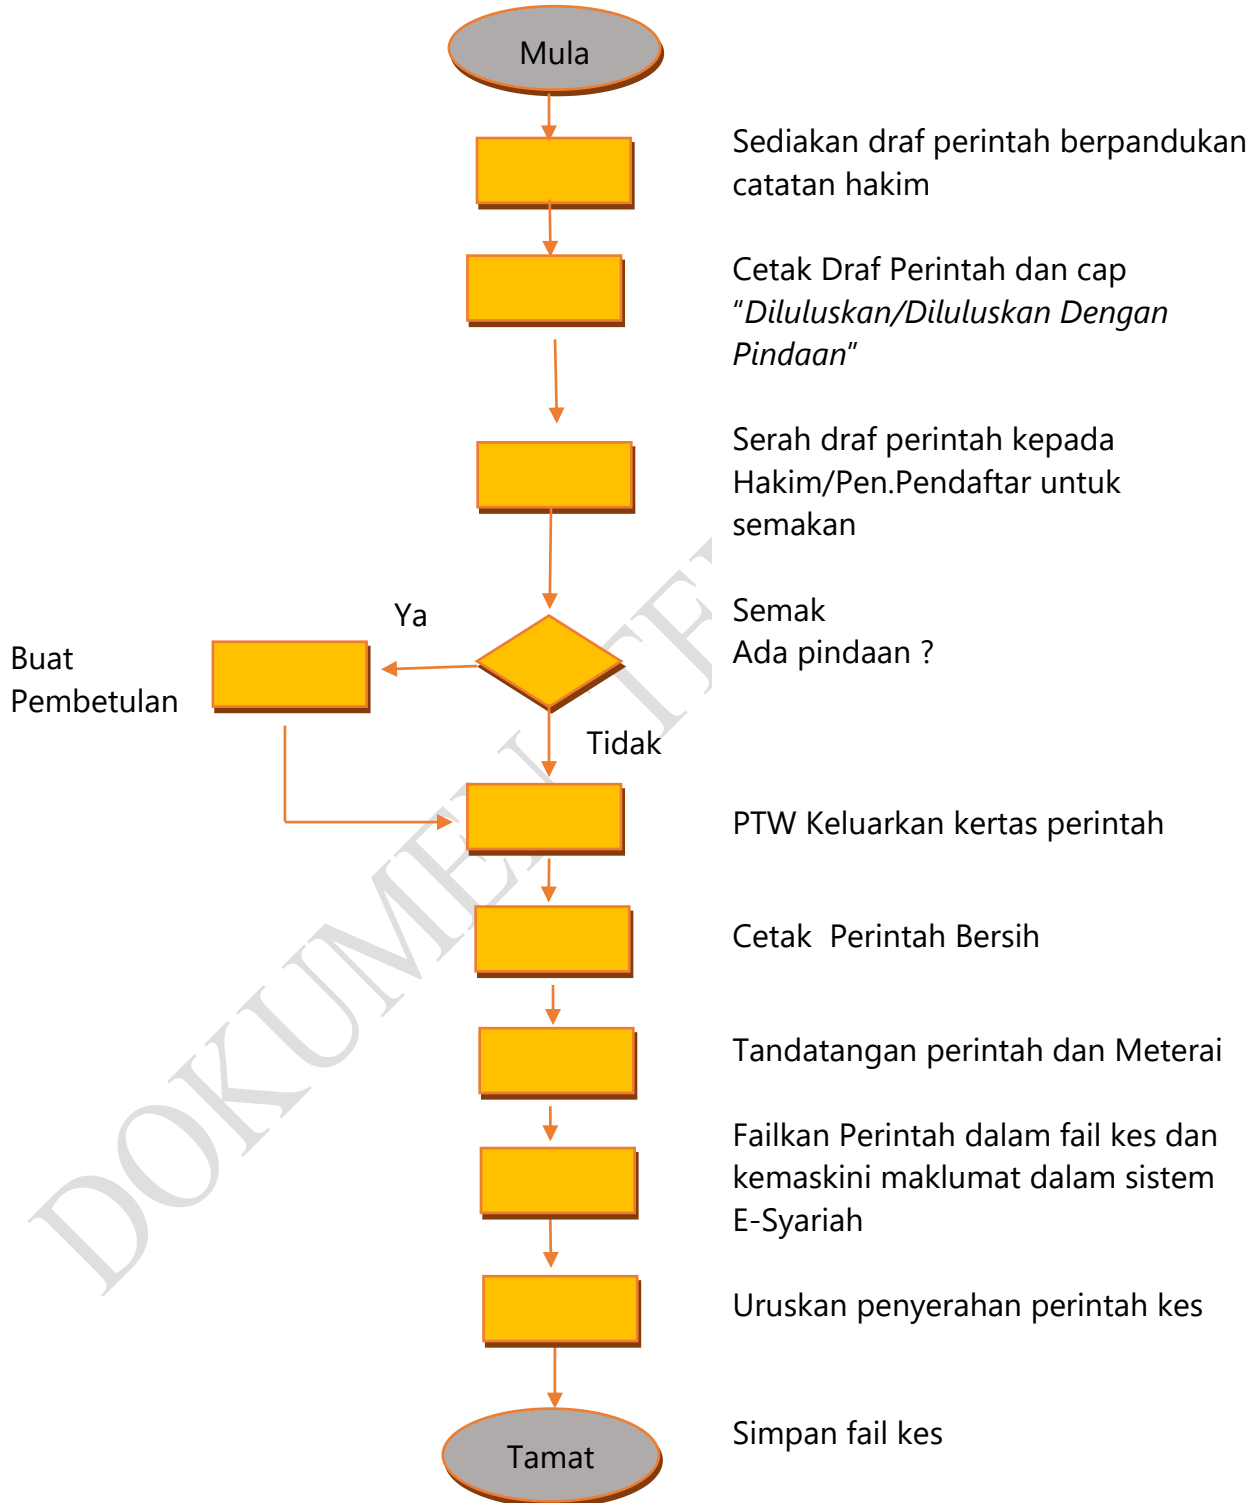 Mula
Sediakan draf perintah berpandukan
catatan hakim
Cetak Draf Perintah dan cap
“Diluluskan/Diluluskan Dengan
Pindaan”
Serah draf perintah kepada
Hakim/Pen.Pendaftar untuk
semakan
Semak
Ada pindaan ?
Ya
Buat
Pembetulan
Tidak
PTW Keluarkan kertas perintah
Cetak  Perintah Bersih
Tandatangan perintah dan Meterai
Failkan Perintah dalam fail kes dan
kemaskini maklumat dalam sistem
E-Syariah
Uruskan penyerahan perintah kes
Simpan fail kes
Tamat
DOKUMEN